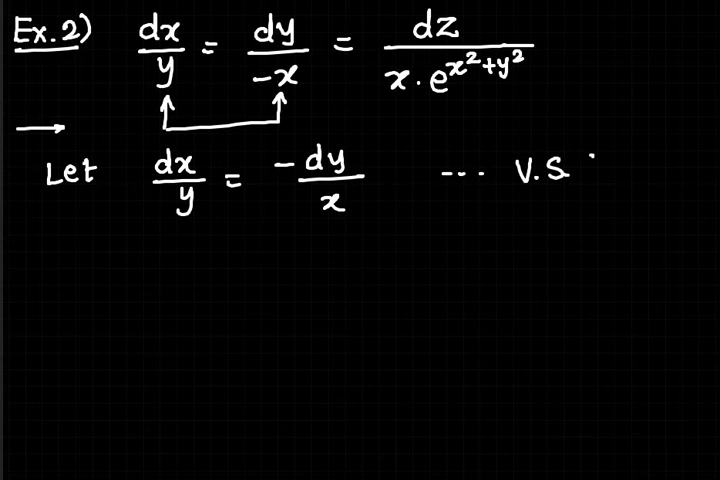 Ex.2) dx/y = dy/-x = dz/x·e^(x²+y²)
Let dx/y = -dy/x --- V.S